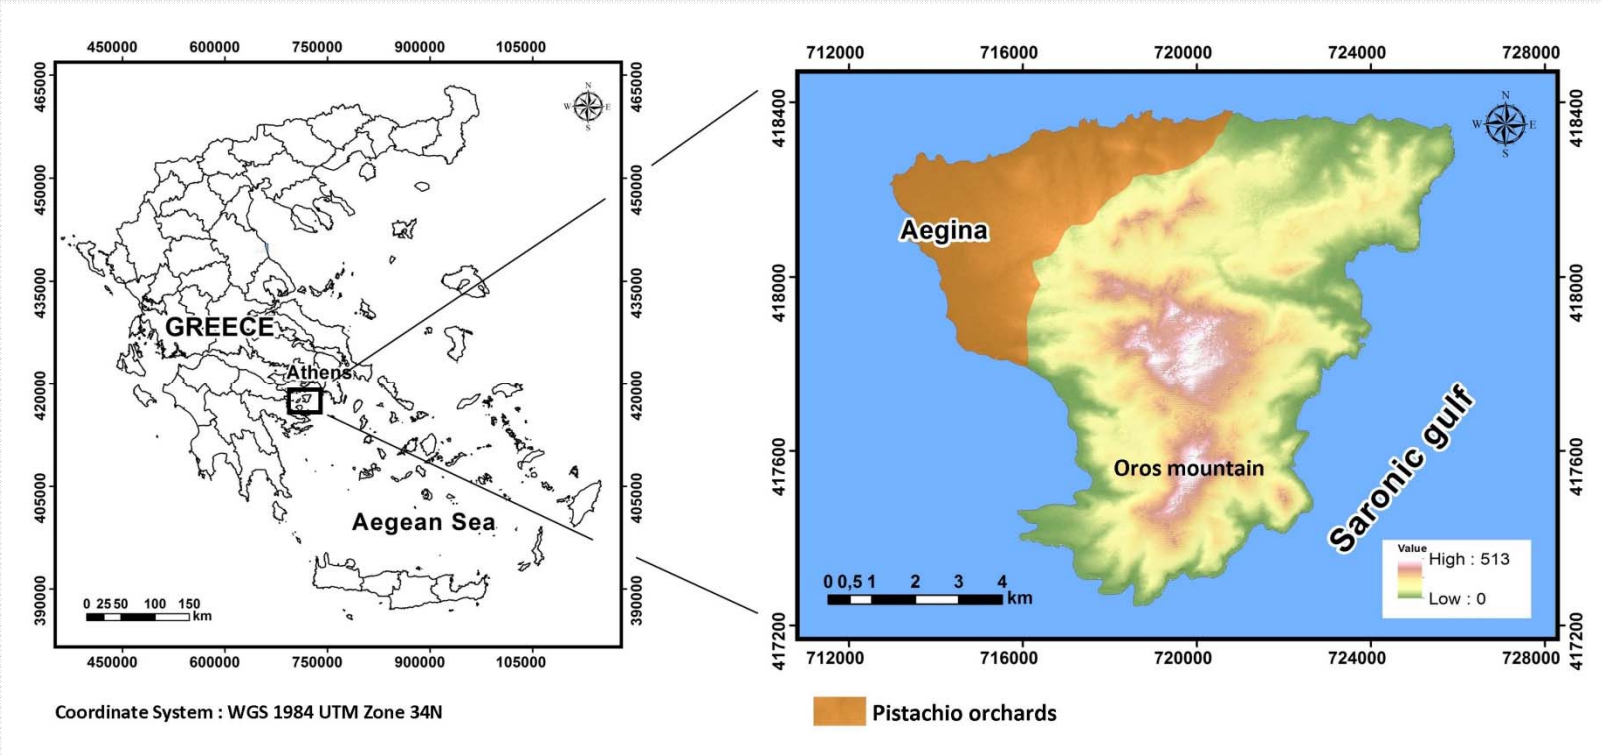 450000 600000 750000 900000 1050000
465000
450000
435000
420000
405000
390000
N
W E
S
GREECE
Athens
Aegean Sea
0 25 50 100 150
km
465000
450000
435000
420000
405000
390000
450000 600000 750000 900000 1050000
Coordinate System : WGS 1984 UTM Zone 34N
712000 716000 720000 724000 728000
418400
418000
417600
417200
N
W E
S
Aegina
Oros mountain
Saronic gulf
0 0,5 1 2 3 4
km
Value
High : 513
Low : 0
418400
418000
417600
417200
712000 716000 720000 724000 728000
Pistachio orchards